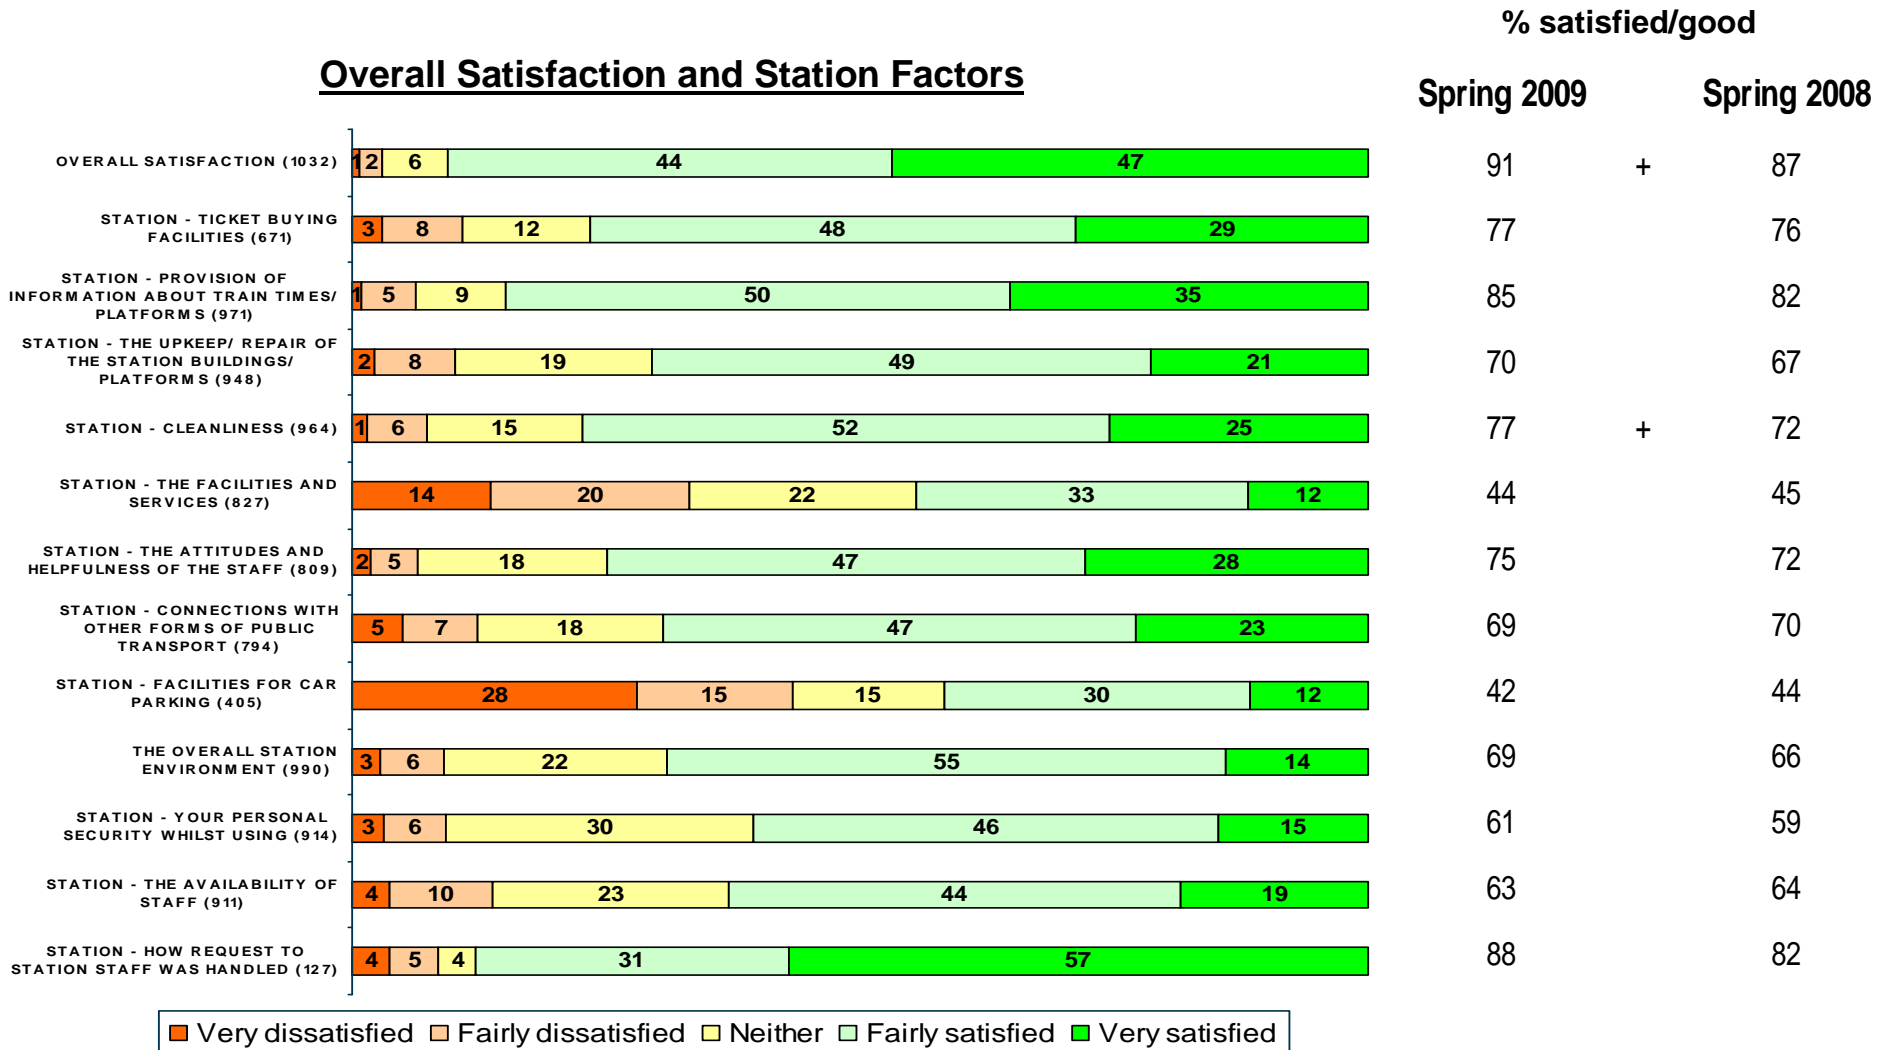 % satisfied/good
Overall Satisfaction and Station Factors
Spring 2009 Spring 2008
OVERALL SATISFACTION (1032) 1 2 6 44 47 91 + 87
STATION - TICKET BUYING
FACILITIES (671) 3 8 12 48 29 77 76
STATION - PROVISION OF
INFORMATION ABOUT TRAIN TIMES/
PLATFORMS (971) 1 5 9 50 35 85 82
STATION - THE UPKEEP/ REPAIR OF
THE STATION BUILDINGS/
PLATFORMS (948) 2 8 19 49 21 70 67
STATION - CLEANLINESS (964) 1 6 15 52 25 77 + 72
STATION - THE FACILITIES AND
SERVICES (827) 14 20 22 33 12 44 45
STATION - THE ATTITUDES AND
HELPFULNESS OF THE STAFF (809) 2 5 18 47 28 75 72
STATION - CONNECTIONS WITH
OTHER FORMS OF PUBLIC
TRANSPORT (794) 5 7 18 47 23 69 70
STATION - FACILITIES FOR CAR
PARKING (405) 28 15 15 30 12 42 44
THE OVERALL STATION
ENVIRONMENT (990) 3 6 22 55 14 69 66
STATION - YOUR PERSONAL
SECURITY WHILST USING (914) 3 6 30 46 15 61 59
STATION - THE AVAILABILITY OF
STAFF (911) 4 10 23 44 19 63 64
STATION - HOW REQUEST TO
STATION STAFF WAS HANDLED (127) 4 5 4 31 57 88 82
Very dissatisfied Fairly dissatisfied Neither Fairly satisfied Very satisfied